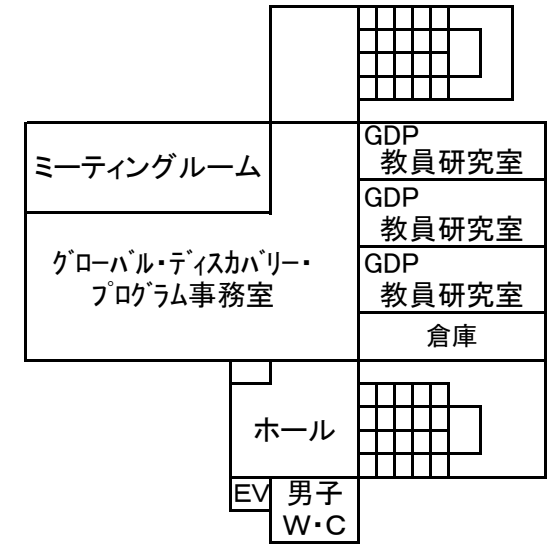 ミーティングルーム
GDP
教員研究室
GDP
教員研究室
グローバル・ディスカバリー・
プログラム事務室
GDP
教員研究室
倉庫
ホール
EV
男子
W・C